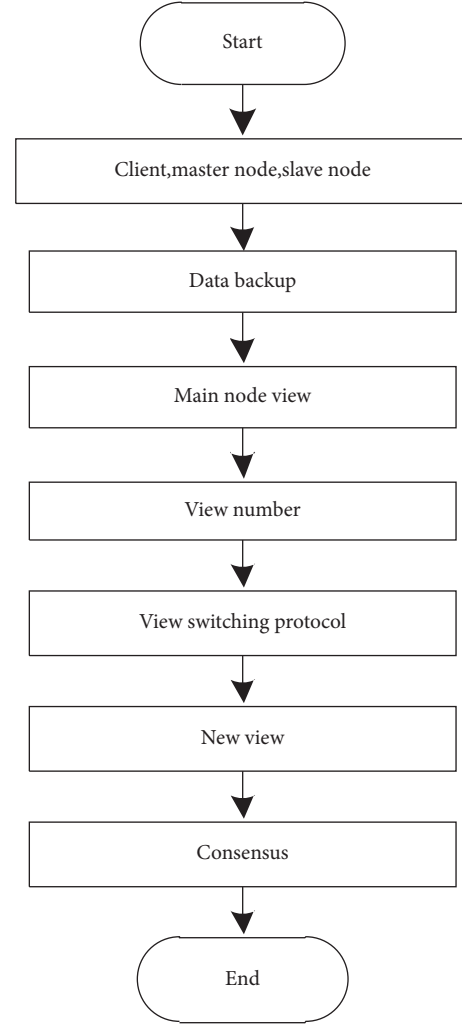 Start
Client,master node,slave node
Data backup
Main node view
View number
View switching protocol
New view
Consensus
End